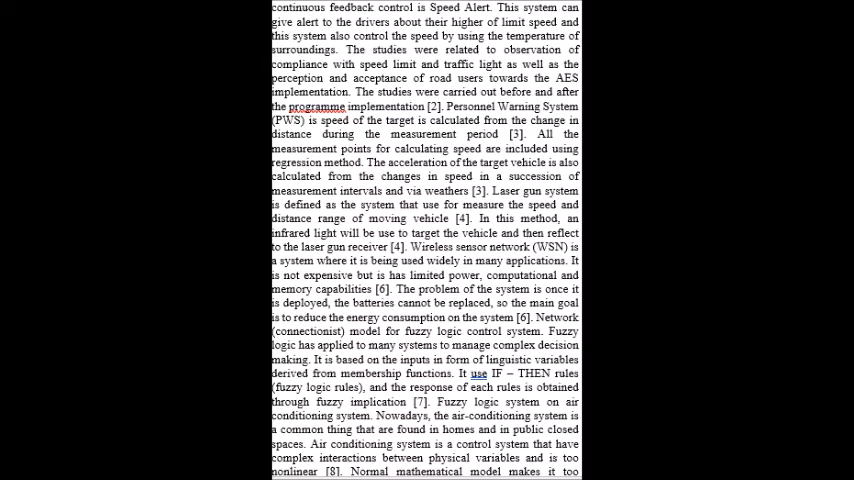 continuous feedback control is Speed Alert. This system can
give alert to the drivers about their higher of limit speed and
this system also control the speed by using the temperature of
surroundings. The studies were related to observation of
compliance with speed limit and traffic light as well as the
perception and acceptance of road users towards the AES
implementation. The studies were carried out before and after
the programme implementation [2]. Personnel Warning System
(PWS) is speed of the target is calculated from the change in
distance during the measurement period [3]. All the
measurement points for calculating speed are included using
regression method. The acceleration of the target vehicle is also
calculated from the changes in speed in a succession of
measurement intervals and via weathers [3]. Laser gun system
is defined as the system that use for measure the speed and
distance range of moving vehicle [4]. In this method, an
infrared light will be use to target the vehicle and then reflect
to the laser gun receiver [4]. Wireless sensor network (WSN) is
a system where it is being used widely in many applications. It
is not expensive but is has limited power, computational and
memory capabilities [6]. The problem of the system is once it
is deployed, the batteries cannot be replaced, so the main goal
is to reduce the energy consumption on the system [6]. Network
(connectionist) model for fuzzy logic control system. Fuzzy
logic has applied to many systems to manage complex decision
making. It is based on the inputs in form of linguistic variables
derived from membership functions. It use IF – THEN rules
(fuzzy logic rules), and the response of each rules is obtained
through fuzzy implication [7]. Fuzzy logic system on air
conditioning system. Nowadays, the air-conditioning system is
a common thing that are found in homes and in public closed
spaces. Air conditioning system is a control system that have
complex interactions between physical variables and is too
nonlinear [8]. Normal mathematical model makes it too